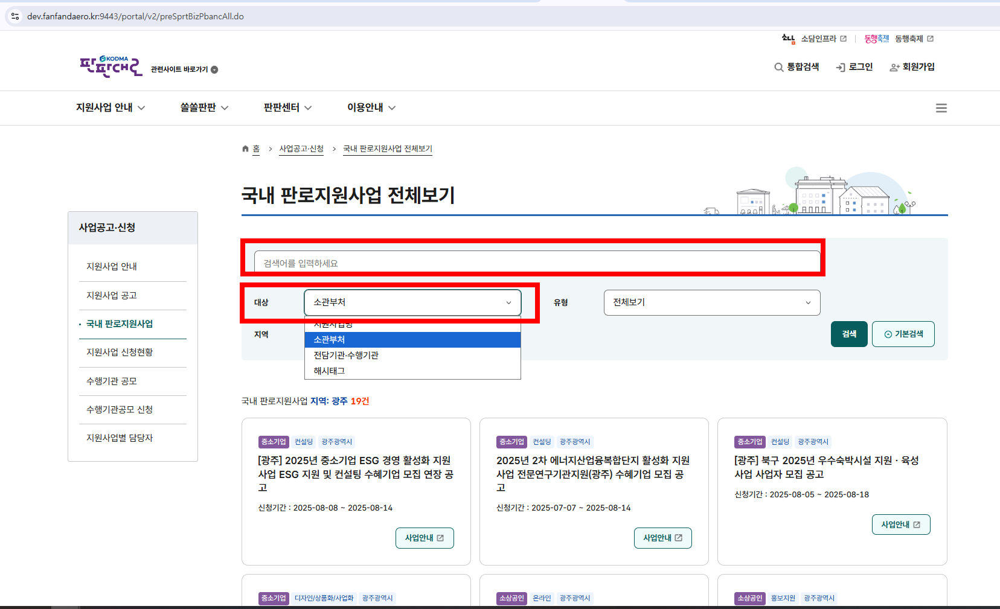 dev.fanfandaero.kr:9443/portal/v2/preSprtBizPbancAll.do
소담 소담인프라 | 동행축제 동행축제
KODMA
판판대로 관련사이트 바로가기
통합검색 로그인 회원가입
지원사업 안내 쏠쏠판판 판판센터 이용안내
홈 > 사업공고·신청 > 국내 판로지원사업 전체보기
국내 판로지원사업 전체보기
사업공고·신청
지원사업 안내
지원사업 공고
· 국내 판로지원사업
지원사업 신청현황
수행기관 공모
수행기관공모 신청
지원사업별 담당자
검색어를 입력하세요
대상 소관부처 유형 전체보기
지원사업명
지역
소관부처
전담기관·수행기관
해시태그
검색 기본검색
국내 판로지원사업 지역: 광주 19건
중소기업 컨설팅 광주광역시
[광주] 2025년 중소기업 ESG 경영 활성화 지원
사업 ESG 지원 및 컨설팅 수혜기업 모집 연장 공
고
신청기간 : 2025-08-08 ~ 2025-08-14
사업안내
중소기업 컨설팅 광주광역시
2025년 2차 에너지산업융복합단지 활성화 지원
사업 전문연구기관지원(광주) 수혜기업 모집 공
고
신청기간 : 2025-07-07 ~ 2025-08-14
사업안내
중소기업 컨설팅 광주광역시
[광주] 북구 2025년 우수숙박시설 지원ㆍ육성
사업 사업자 모집 공고
신청기간 : 2025-08-05 ~ 2025-08-18
사업안내
중소기업 디자인/상품화/사업화 광주광역시
소상공인 온라인 광주광역시
소상공인 홍보지원 광주광역시